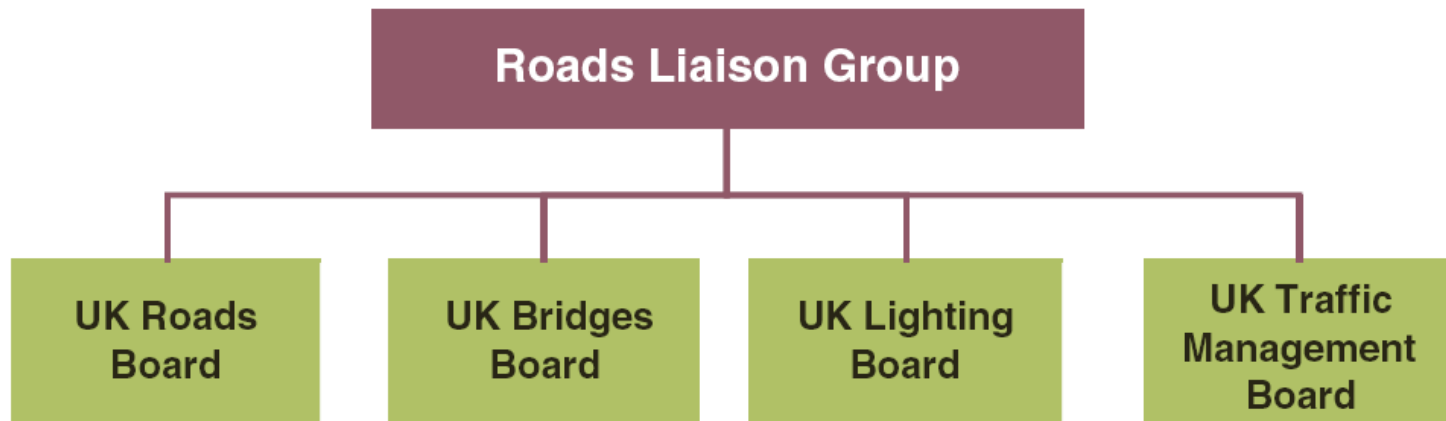 Roads Liaison Group
UK Roads
Board
UK Bridges
Board
UK Lighting
Board
UK Traffic
Management
Board